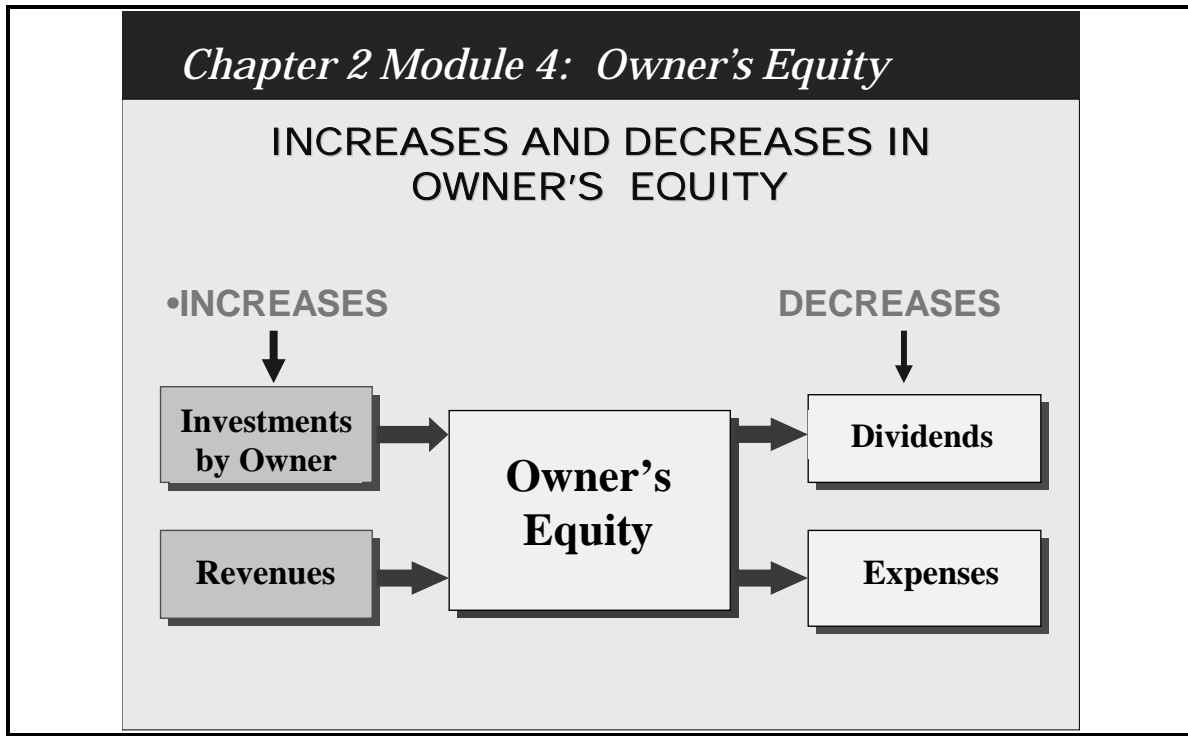 Chapter 2 Module 4: Owner's Equity
INCREASES AND DECREASES IN
OWNER'S EQUITY
•INCREASES
DECREASES
Investments
by Owner
Revenues
Owner's
Equity
Dividends
Expenses